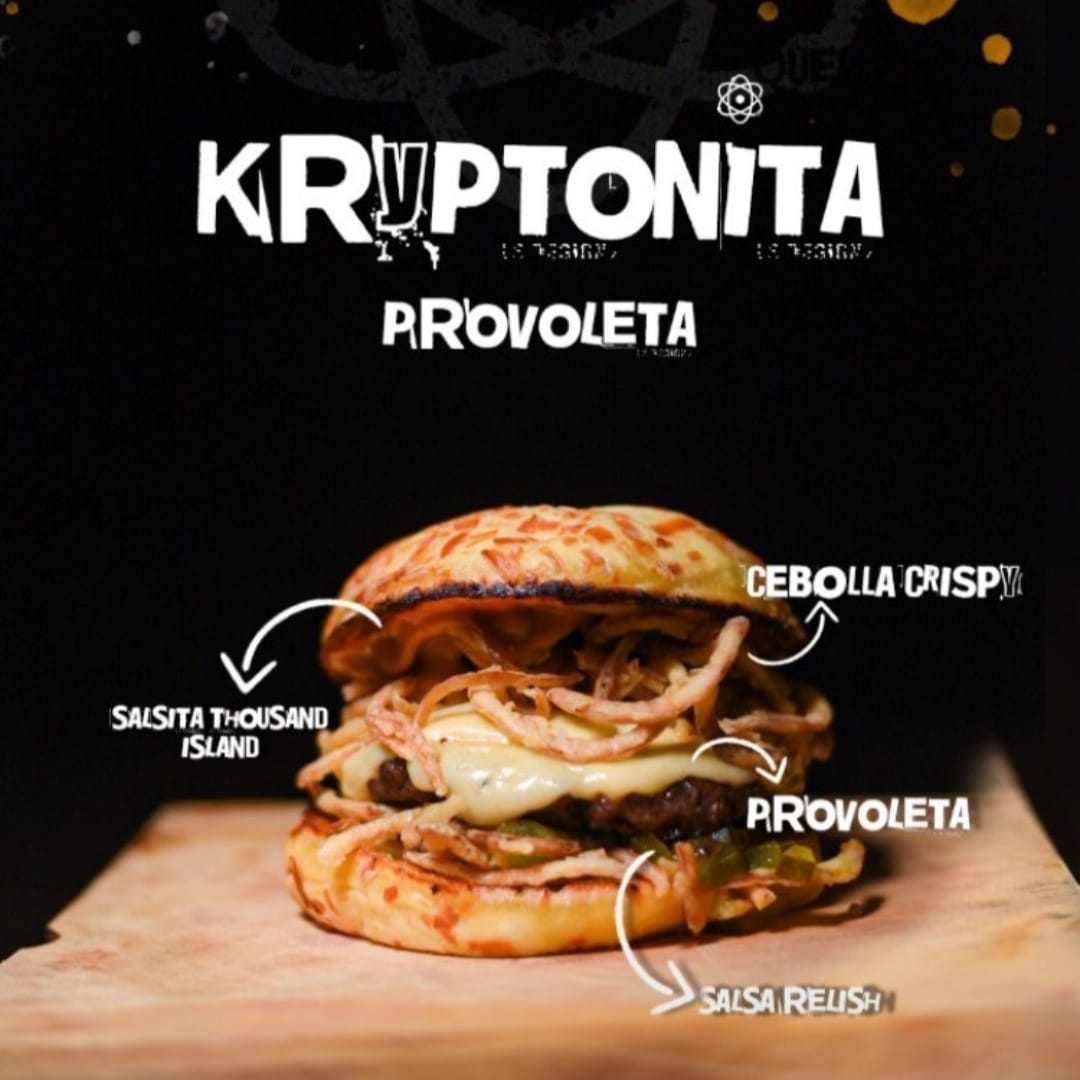 KRYPTONITA
PROVOLETA
CEBOLLA CRISPY
SALSITA THOUSAND
ISLAND
PROVOLETA
SALSA RELISH